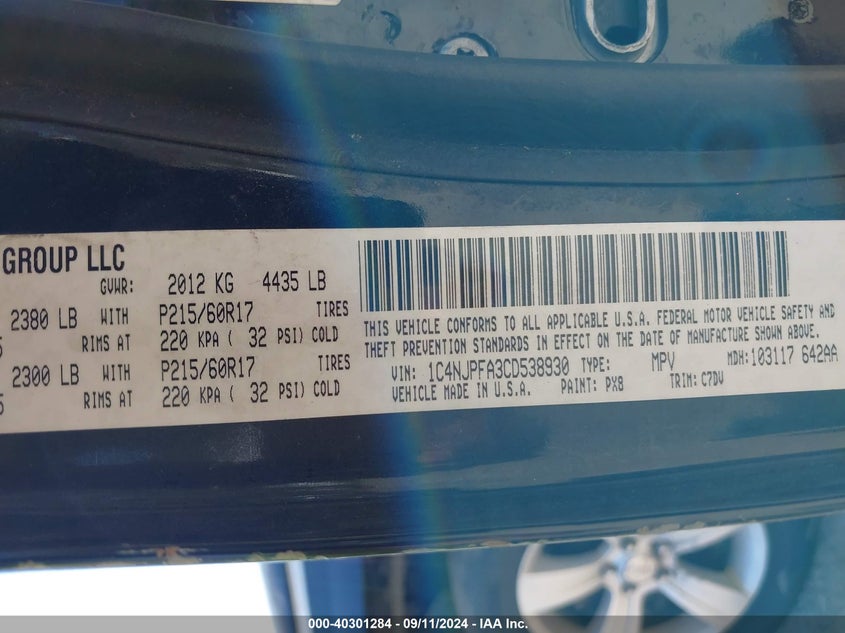 GROUP LLC
GVWR: 2012 KG 4435 LB
2380 LB WITH P215/60R17 TIRES
RIMS AT 220 KPA ( 32 PSI) COLD
2300 LB WITH P215/60R17 TIRES
RIMS AT 220 KPA ( 32 PSI) COLD
THIS VEHICLE CONFORMS TO ALL APPLICABLE U.S.A. FEDERAL MOTOR VEHICLE SAFETY AND
THEFT PREVENTION STANDARDS IN EFFECT ON THE DATE OF MANUFACTURE SHOWN ABOVE.
VIN: 1C4NJPFA3CD538930 TYPE: MPV MDH:103117 642AA
VEHICLE MADE IN U.S.A. PAINT: PX8 TRIM: C7DV
000-40301284 - 09/11/2024 - IAA Inc.